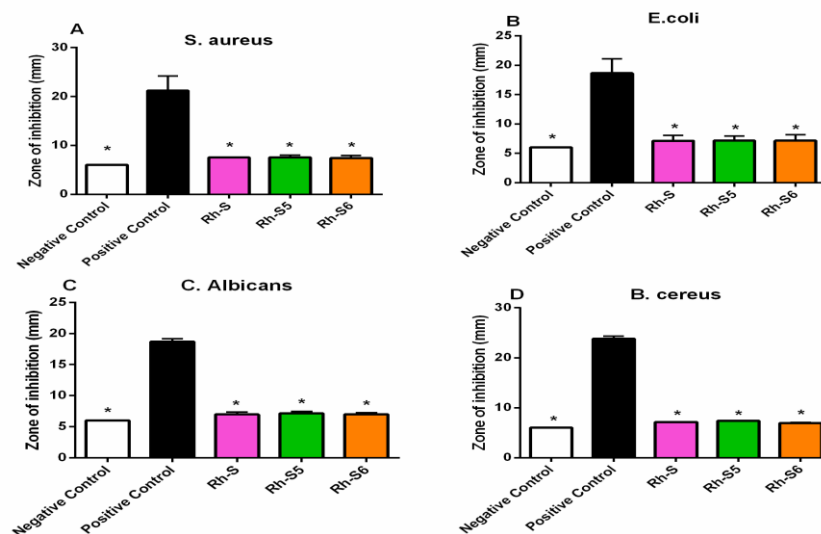 A
S. aureus
Zone of inhibition (mm)
30
20
10
0
*
*
*
*
Negative Control
Positive Control
Rh-S
Rh-S5
Rh-S6
B
E.coli
Zone of inhibition (mm)
25
20
15
10
5
0
*
*
*
*
Negative Control
Positive Control
Rh-S
Rh-S5
Rh-S6
C
C. Albicans
Zone of inhibition (mm)
25
20
15
10
5
0
*
*
*
*
Negative Control
Positive Control
Rh-S
Rh-S5
Rh-S6
D
B. cereus
Zone of inhibition (mm)
30
20
10
0
*
*
*
*
Negative Control
Positive Control
Rh-S
Rh-S5
Rh-S6